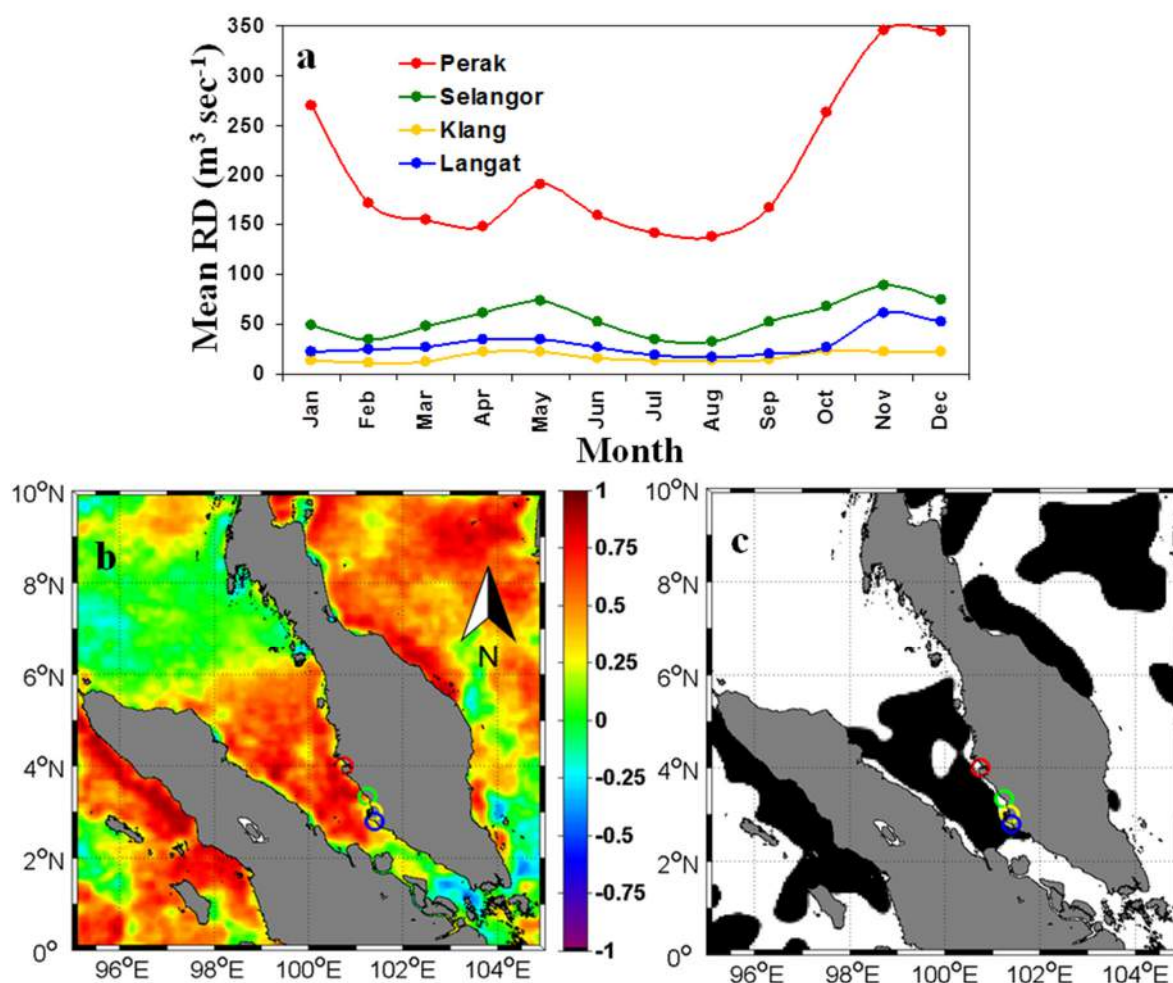 a
Perak
Selangor
Klang
Langat
Mean RD (m³ sec⁻¹)
350
300
250
200
150
100
50
0
Jan Feb Mar Apr May Jun Jul Aug Sep Oct Nov Dec
Month
b
10°N
8°N
6°N
4°N
2°N
0°
96°E 98°E 100°E 102°E 104°E
N
1
0.75
0.5
0.25
0
-0.25
-0.5
-0.75
-1
c
10°N
8°N
6°N
4°N
2°N
0°
96°E 98°E 100°E 102°E 104°E